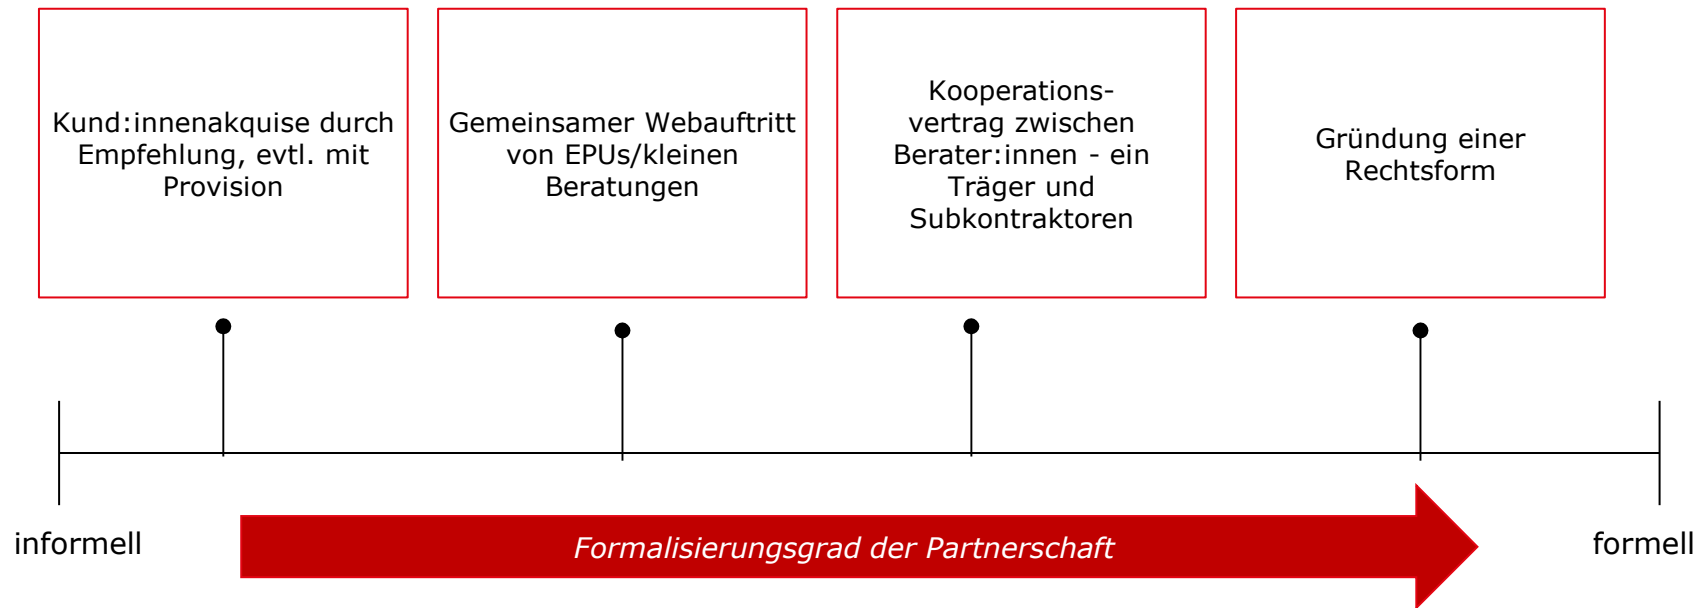 Kund:innenakquise durch
Empfehlung, evtl. mit
Provision
Gemeinsamer Webauftritt
von EPUs/kleinen
Beratungen
Kooperations-
vertrag zwischen
Berater:innen - ein
Träger und
Subkontraktoren
Gründung einer
Rechtsform
informell
Formalisierungsgrad der Partnerschaft
formell